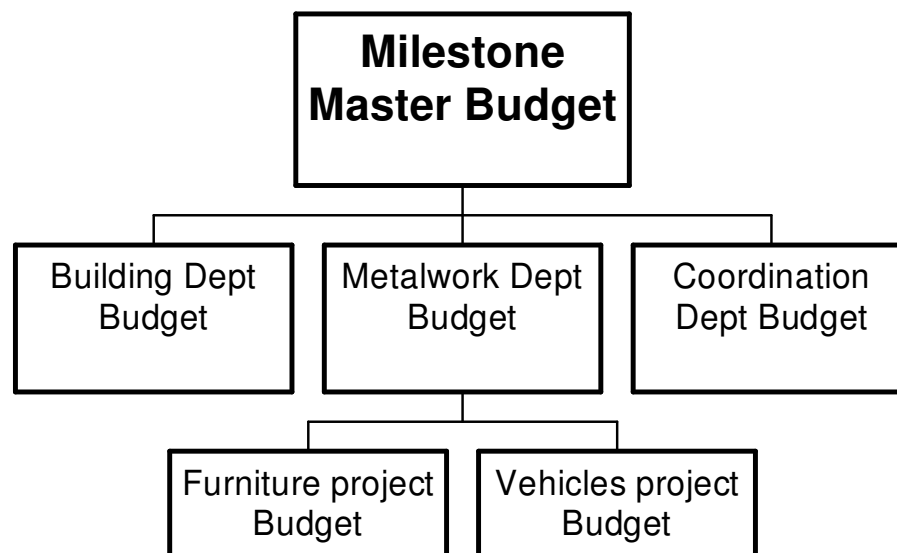 Milestone
Master Budget
Building Dept
Budget
Metalwork Dept
Budget
Coordination
Dept Budget
Furniture project
Budget
Vehicles project
Budget